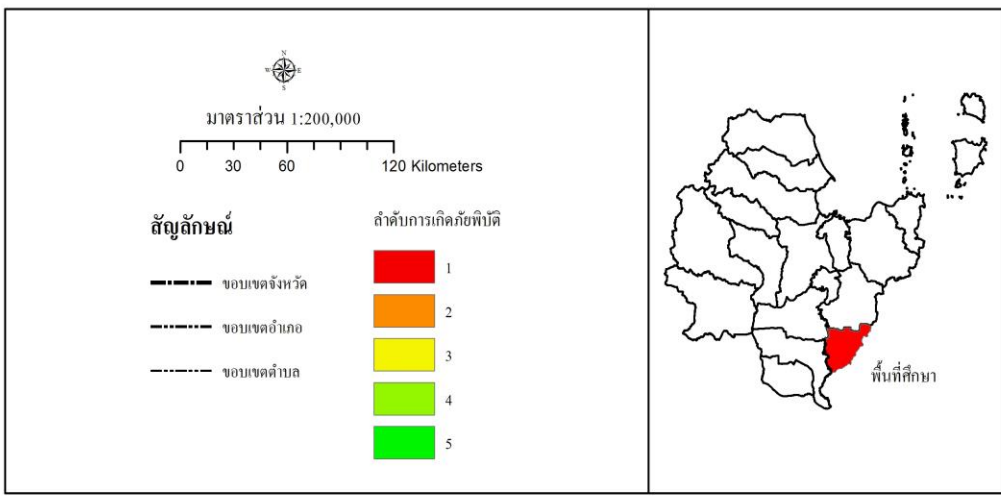 N
W E
S
มาตราส่วน 1:200,000
0 30 60 120 Kilometers
สัญลักษณ์
ขอบเขตจังหวัด
ขอบเขตอำเภอ
ขอบเขตตำบล
ลำดับการเกิดภัยพิบัติ
1
2
3
4
5
พื้นที่ศึกษา